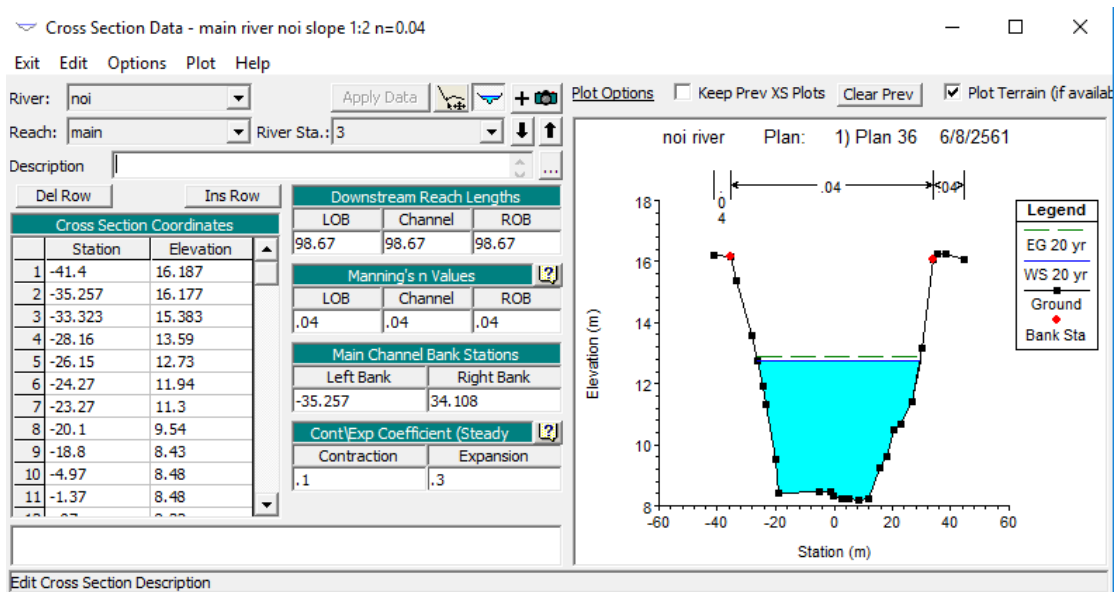 Cross Section Data - main river noi slope 1:2 n=0.04
Exit Edit Options Plot Help
River: noi Apply Data
Reach: main River Sta.: 3
Description ...
Del Row Ins Row
Cross Section Coordinates
Station Elevation
1 -41.4 16.187
2 -35.257 16.177
3 -33.323 15.383
4 -28.16 13.59
5 -26.15 12.73
6 -24.27 11.94
7 -23.27 11.3
8 -20.1 9.54
9 -18.8 8.43
10 -4.97 8.48
11 -1.37 8.48
Downstream Reach Lengths
LOB Channel ROB
98.67 98.67 98.67
Manning's n Values
LOB Channel ROB
.04 .04 .04
Main Channel Bank Stations
Left Bank Right Bank
-35.257 34.108
Cont\Exp Coefficient (Steady
Contraction Expansion
.1 .3
Edit Cross Section Description
Plot Options Keep Prev XS Plots Clear Prev Plot Terrain (if availab
noi river Plan: 1) Plan 36 6/8/2561
.04 .04 .04
Legend
EG 20 yr
WS 20 yr
Ground
Bank Sta
Elevation (m)
18
16
14
12
10
8
-60 -40 -20 0 20 40 60
Station (m)